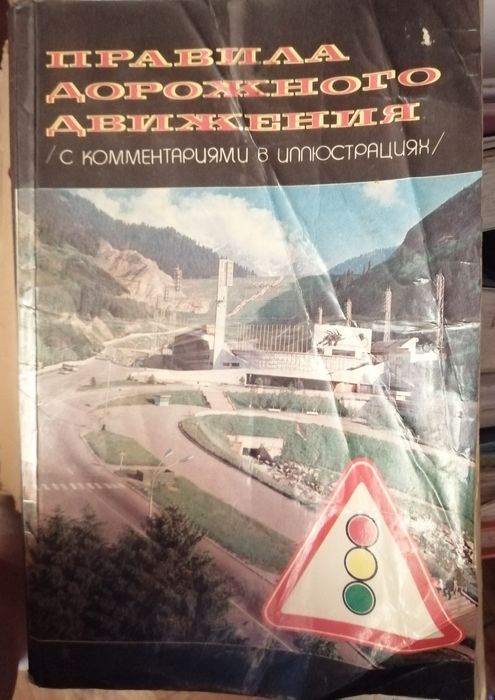 ПРАВИЛА
ДОРОЖНОГО
ДВИЖЕНИЯ
/С КОММЕНТАРИЯМИ В ИЛЛЮСТРАЦИЯХ/